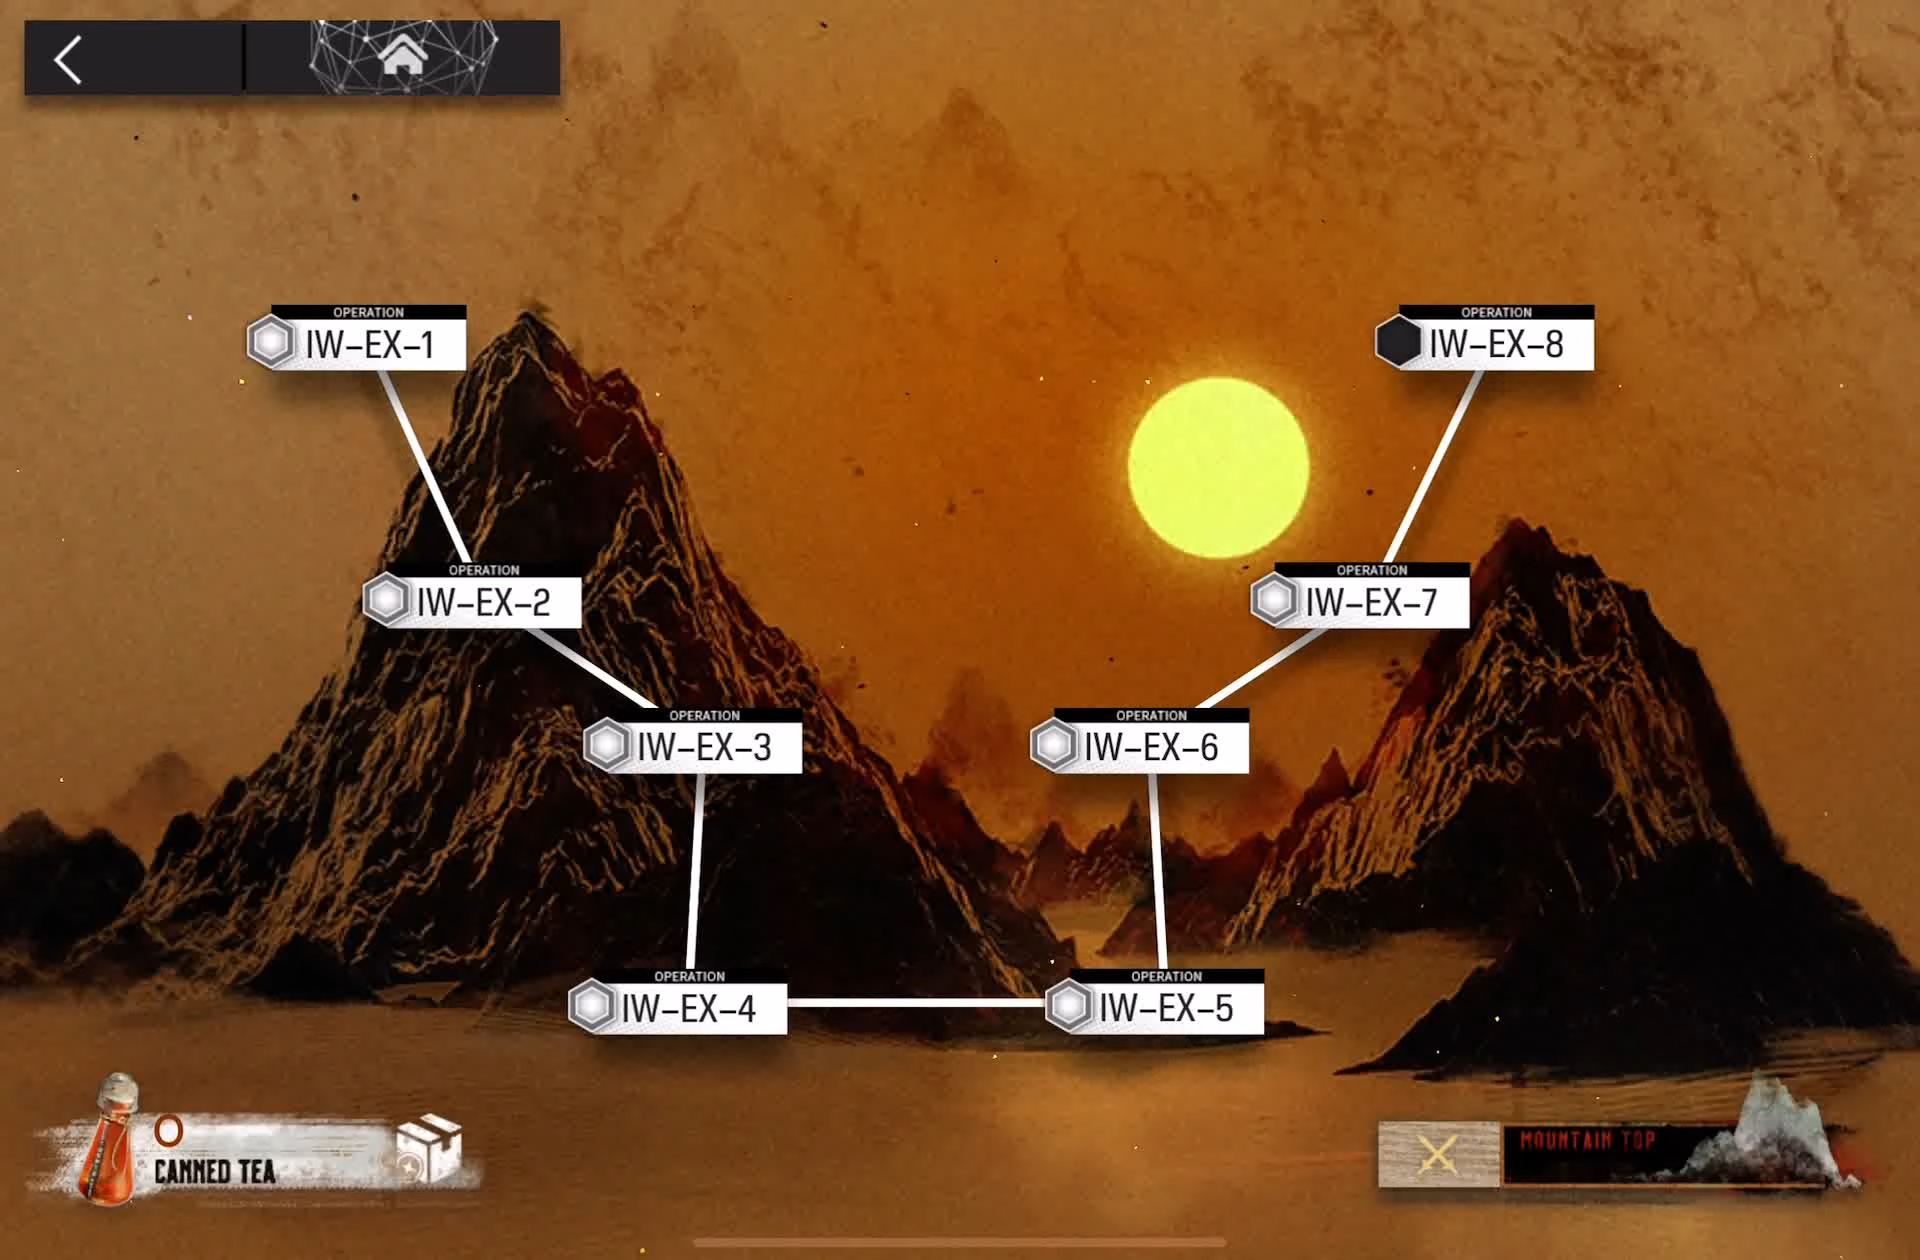 OPERATION
IW-EX-1
OPERATION
IW-EX-8
OPERATION
IW-EX-2
OPERATION
IW-EX-7
OPERATION
IW-EX-3
OPERATION
IW-EX-6
OPERATION
IW-EX-4
OPERATION
IW-EX-5
0
CANNED TEA
MOUNTAIN TOP